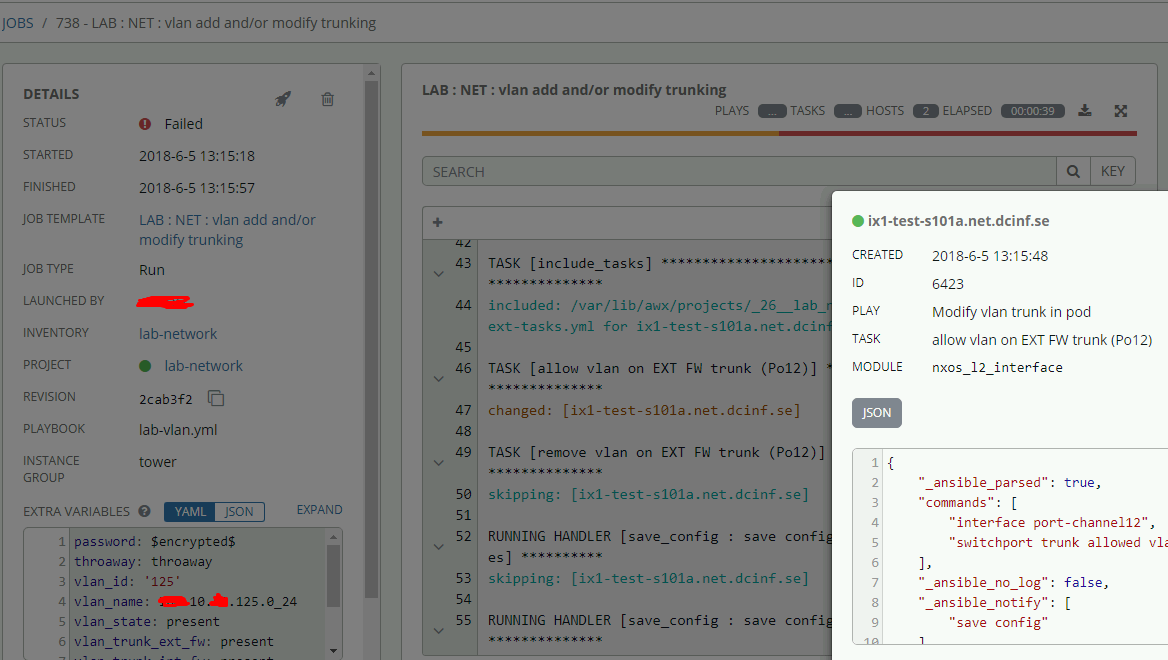 JOBS / 738 - LAB : NET : vlan add and/or modify trunking
DETAILS
STATUS Failed
STARTED 2018-6-5 13:15:18
FINISHED 2018-6-5 13:15:57
JOB TEMPLATE LAB : NET : vlan add and/or
modify trunking
JOB TYPE Run
LAUNCHED BY
INVENTORY lab-network
PROJECT lab-network
REVISION 2cab3f2
PLAYBOOK lab-vlan.yml
INSTANCE tower
GROUP
EXTRA VARIABLES ? YAML JSON EXPAND
1 password: $encrypted$
2 throaway: throaway
3 vlan_id: '125'
4 vlan_name: 10. .125.0_24
5 vlan_state: present
6 vlan_trunk_ext_fw: present
7 vlan_trunk_int_fw: present
LAB : NET : vlan add and/or modify trunking
PLAYS ... TASKS ... HOSTS 2 ELAPSED 00:00:39
SEARCH KEY
+
42
43 TASK [include_tasks] *********************
**************
44 included: /var/lib/awx/projects/_26__lab_n
ext-tasks.yml for ix1-test-s101a.net.dcinf
45
46 TASK [allow vlan on EXT FW trunk (Po12)] *
**************
47 changed: [ix1-test-s101a.net.dcinf.se]
48
49 TASK [remove vlan on EXT FW trunk (Po12)]
**************
50 skipping: [ix1-test-s101a.net.dcinf.se]
51
52 RUNNING HANDLER [save_config : save config
es] **********
53 skipping: [ix1-test-s101a.net.dcinf.se]
54
55 RUNNING HANDLER [save_config : save config
**************
ix1-test-s101a.net.dcinf.se
CREATED 2018-6-5 13:15:48
ID 6423
PLAY Modify vlan trunk in pod
TASK allow vlan on EXT FW trunk (Po12)
MODULE nxos_l2_interface
JSON
1 {
2 "_ansible_parsed": true,
3 "commands": [
4 "interface port-channel12",
5 "switchport trunk allowed vla
6 ],
7 "_ansible_no_log": false,
8 "_ansible_notify": [
9 "save config"
10 ]